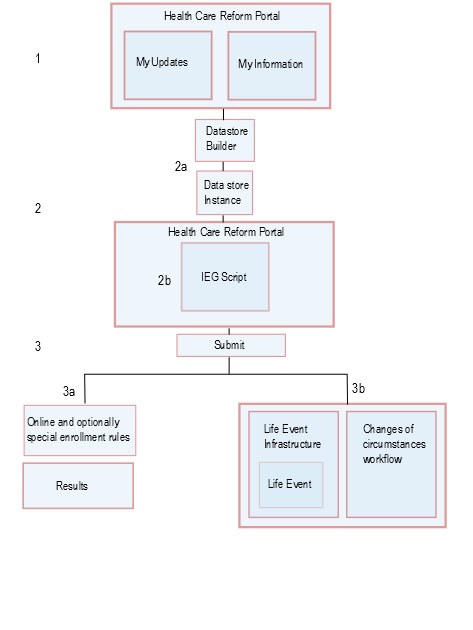 Health Care Reform Portal
1
My Updates
My Information
Datastore
Builder
2a
Data store
Instance
2
Health Care Reform Portal
2b
IEG Script
3
Submit
3a
3b
Online and optionally
special enrollment rules
Results
Life Event
Infrastructure
Life Event
Changes of
circumstances
workflow